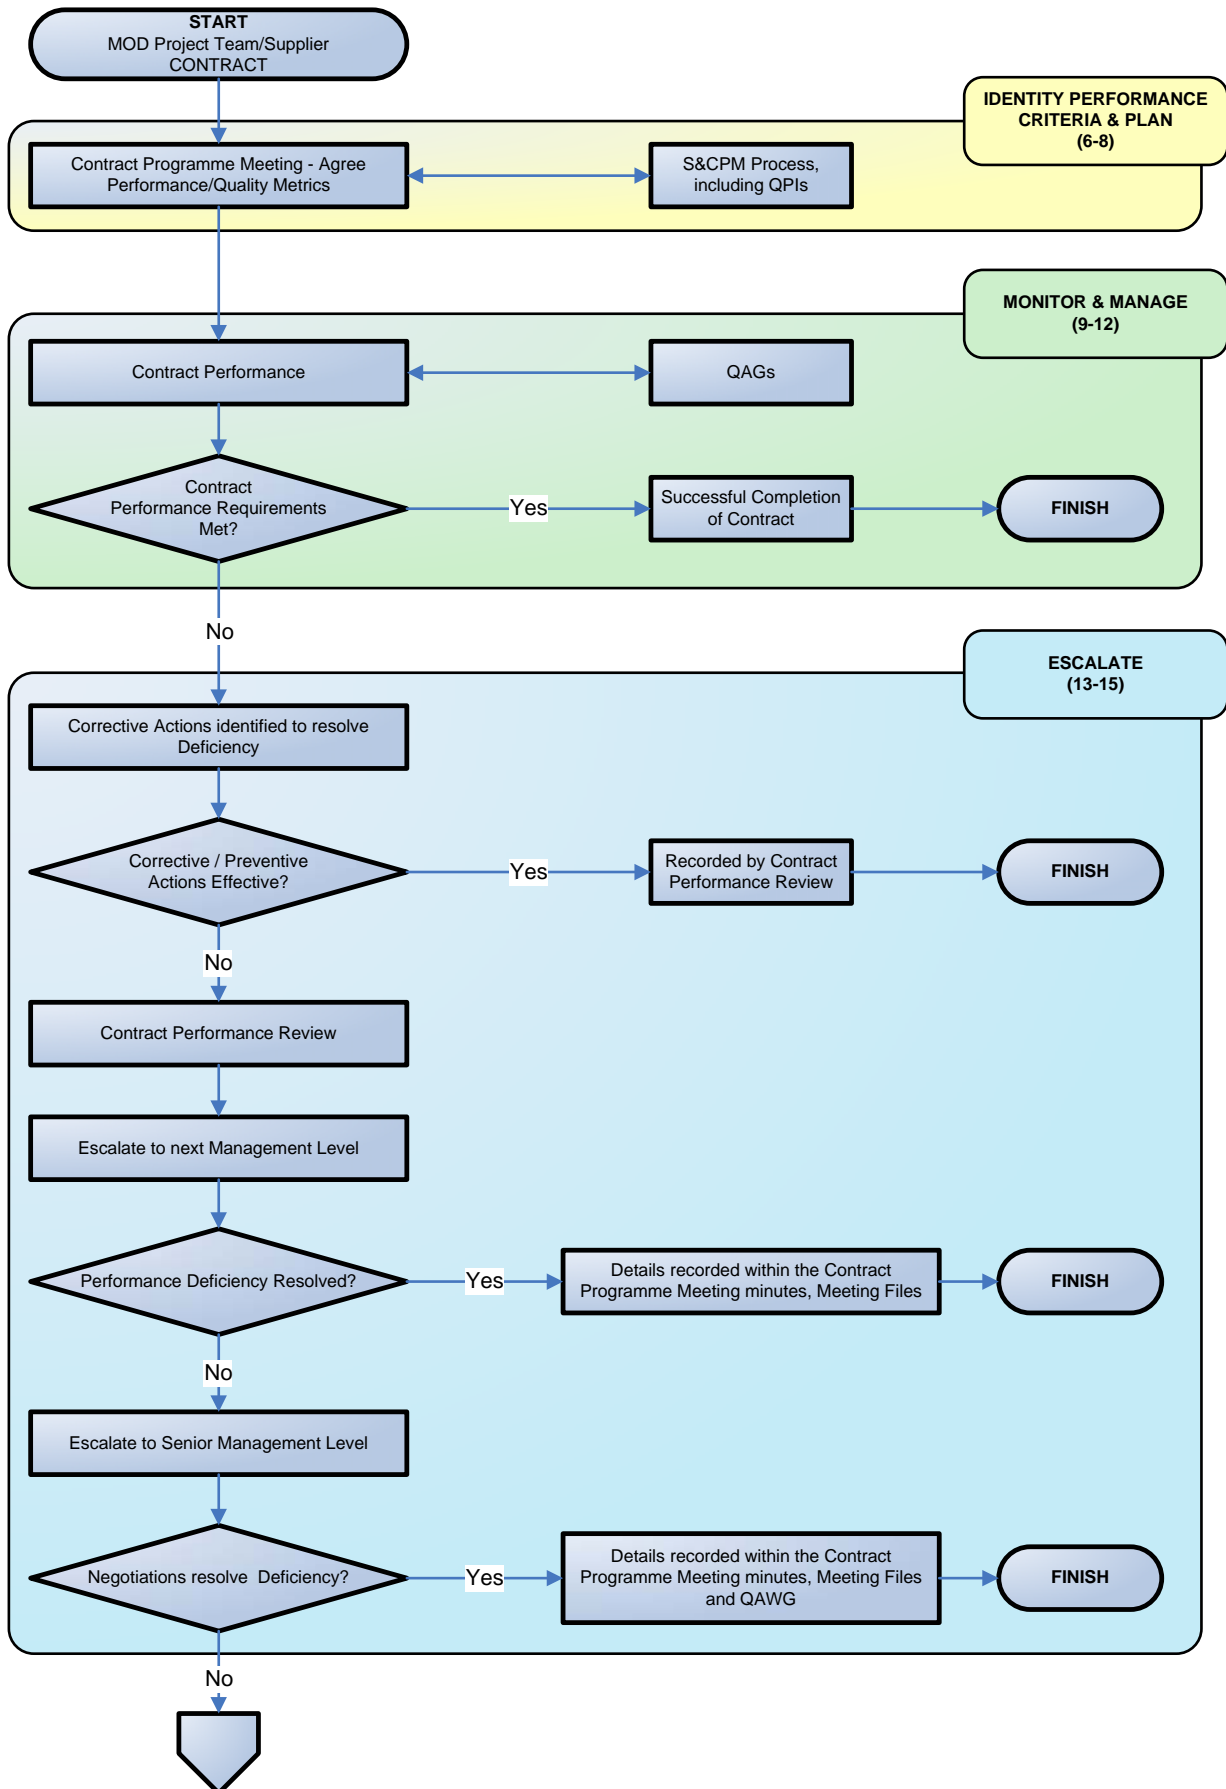 START
MOD Project Team/Supplier
CONTRACT
IDENTITY PERFORMANCE
CRITERIA & PLAN
(6-8)
Contract Programme Meeting - Agree
Performance/Quality Metrics
S&CPM Process,
including QPIs
MONITOR & MANAGE
(9-12)
Contract Performance
QAGs
Contract
Performance Requirements
Met?
Yes
Successful Completion
of Contract
FINISH
No
ESCALATE
(13-15)
Corrective Actions identified to resolve
Deficiency
Corrective / Preventive
Actions Effective?
Yes
Recorded by Contract
Performance Review
FINISH
No
Contract Performance Review
Escalate to next Management Level
Performance Deficiency Resolved?
Yes
Details recorded within the Contract
Programme Meeting minutes, Meeting Files
FINISH
No
Escalate to Senior Management Level
Negotiations resolve  Deficiency?
Yes
Details recorded within the Contract
Programme Meeting minutes, Meeting Files
and QAWG
FINISH
No